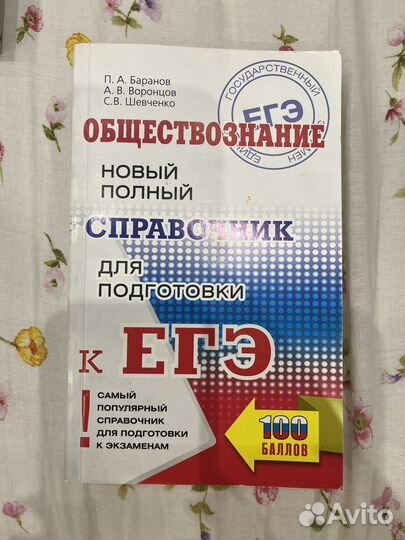 П. А. Баранов
А. В. Воронцов
С. В. Шевченко
ГОСУДАРСТВЕННЫЙ
ЕГЭ
ОБЩЕСТВОЗНАНИЕ
НОВЫЙ
ПОЛНЫЙ
СПРАВОЧНИК
ДЛЯ
ПОДГОТОВКИ
К ЕГЭ
! САМЫЙ
ПОПУЛЯРНЫЙ
СПРАВОЧНИК
ДЛЯ ПОДГОТОВКИ
К ЭКЗАМЕНАМ
100
БАЛЛОВ
Avito